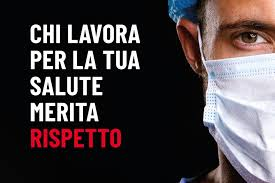 CHI LAVORA
PER LA TUA
SALUTE
MERITA
RISPETTO